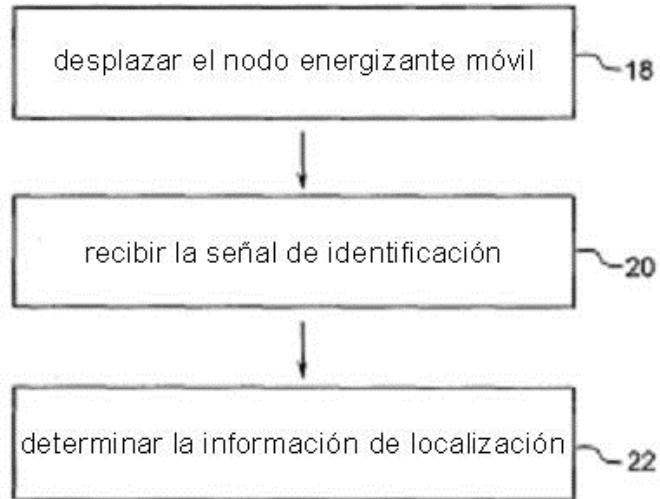 desplazar el nodo energizante móvil
18
recibir la señal de identificación
20
determinar la información de localización
22